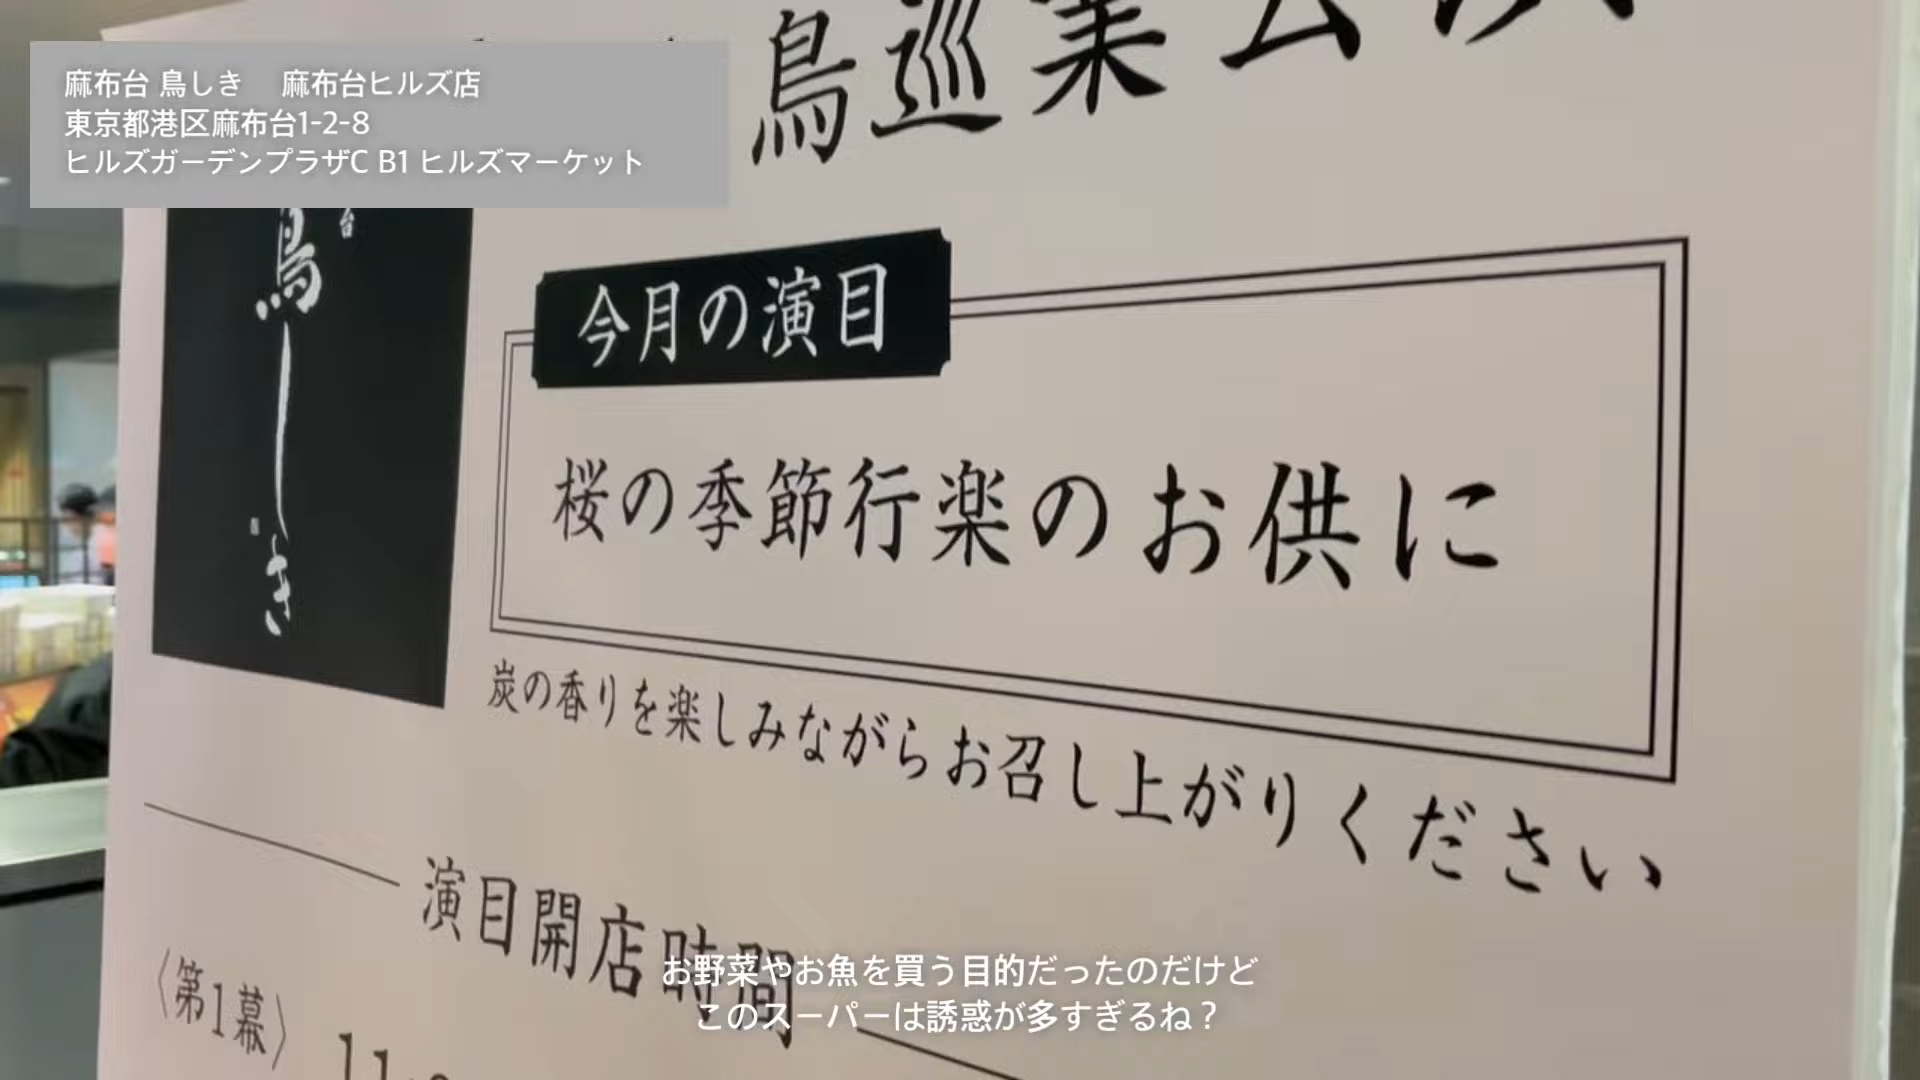 麻布台 鳥しき　麻布台ヒルズ店
東京都港区麻布台1-2-8
ヒルズガーデンプラザC B1 ヒルズマーケット
鳥巡業公演
台
鳥しき
今月の演目
桜の季節行楽のお供に
炭の香りを楽しみながらお召し上がりください
演目開店時間
〈第1幕〉
お野菜やお魚を買う目的だったのだけど
このスーパーは誘惑が多すぎるね？